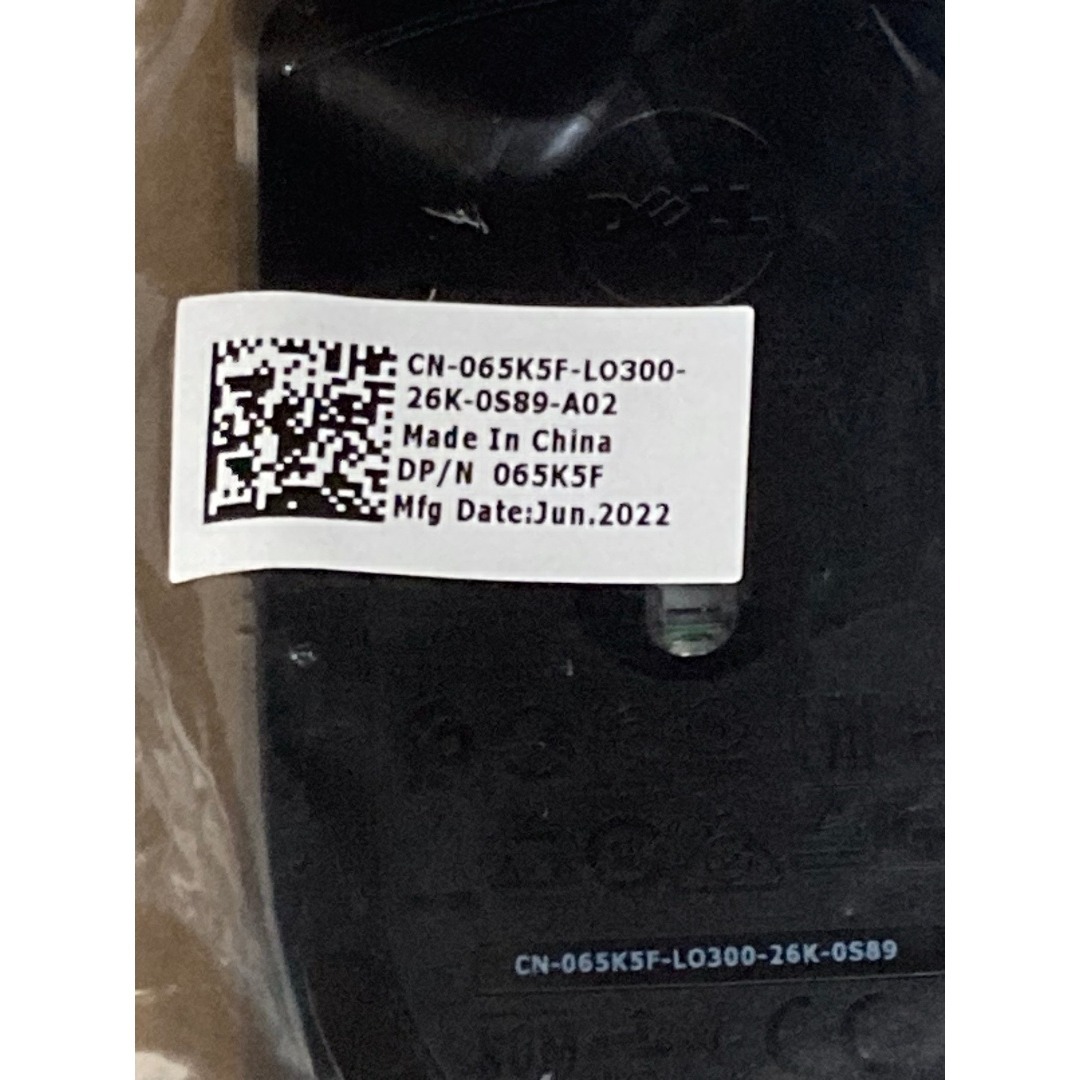 DELL
CN-065K5F-LO300-
26K-0S89-A02
Made In China
DP/N 065K5F
Mfg Date:Jun.2022
CN-065K5F-LO300-26K-0S89